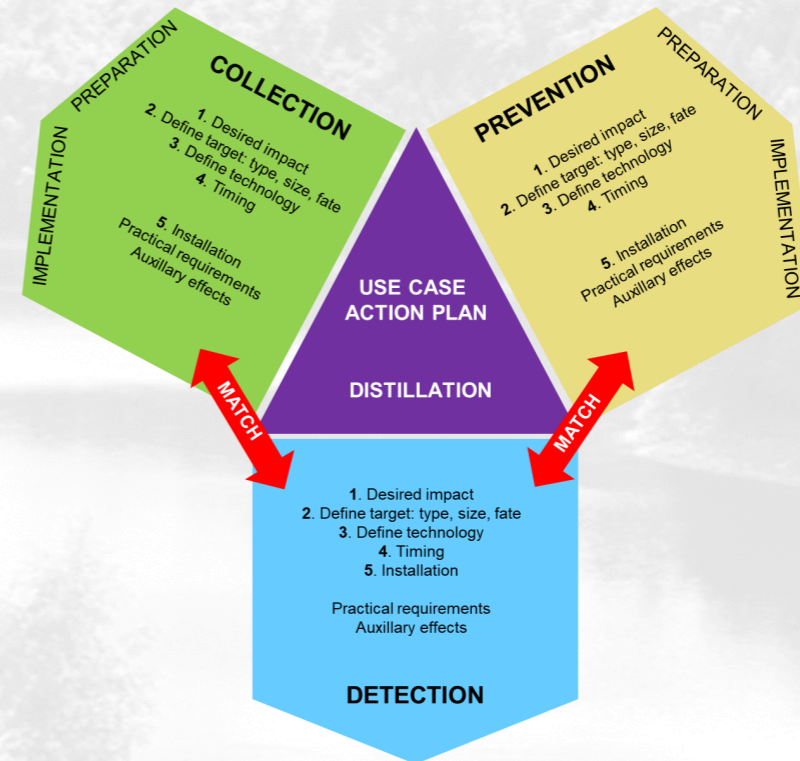 PREPARATION
IMPLEMENTATION
COLLECTION
1. Desired impact
2. Define target: type, size, fate
3. Define technology
4. Timing
5. Installation
Practical requirements
Auxillary effects
PREVENTION
PREPARATION
IMPLEMENTATION
1. Desired impact
2. Define target: type, size, fate
3. Define technology
4. Timing
5. Installation
Practical requirements
Auxillary effects
USE CASE
ACTION PLAN
DISTILLATION
MATCH
MATCH
1. Desired impact
2. Define target: type, size, fate
3. Define technology
4. Timing
5. Installation
Practical requirements
Auxillary effects
DETECTION